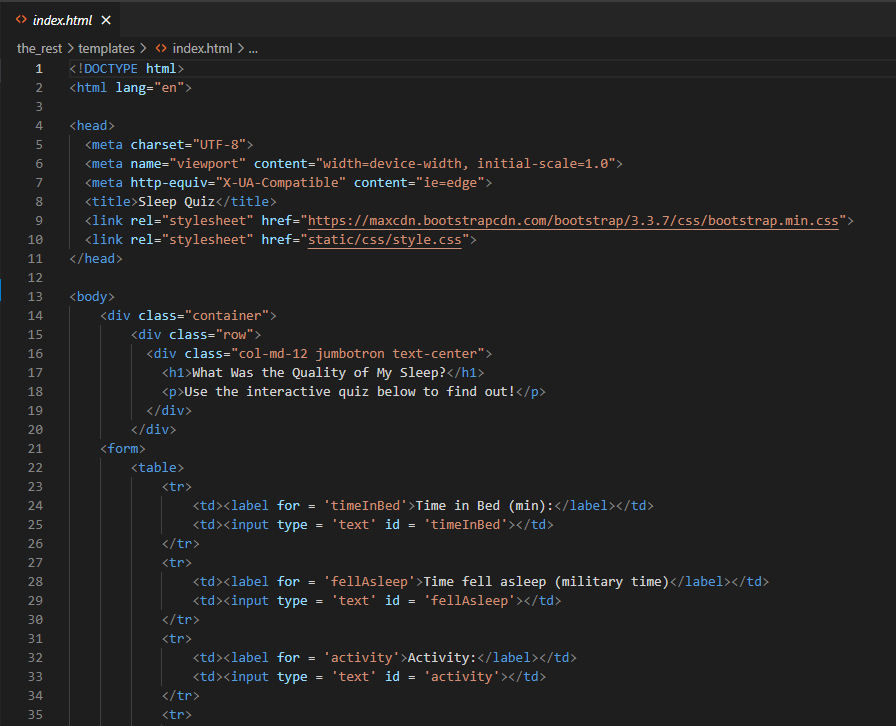 <> index.html ×
the_rest > templates > <> index.html > ...
1 <!DOCTYPE html>
2 <html lang="en">
3
4 <head>
5   <meta charset="UTF-8">
6   <meta name="viewport" content="width=device-width, initial-scale=1.0">
7   <meta http-equiv="X-UA-Compatible" content="ie=edge">
8   <title>Sleep Quiz</title>
9   <link rel="stylesheet" href="https://maxcdn.bootstrapcdn.com/bootstrap/3.3.7/css/bootstrap.min.css">
10   <link rel="stylesheet" href="static/css/style.css">
11 </head>
12
13 <body>
14     <div class="container">
15         <div class="row">
16           <div class="col-md-12 jumbotron text-center">
17             <h1>What Was the Quality of My Sleep?</h1>
18             <p>Use the interactive quiz below to find out!</p>
19           </div>
20         </div>
21     <form>
22         <table>
23             <tr>
24                 <td><label for = 'timeInBed'>Time in Bed (min):</label></td>
25                 <td><input type = 'text' id = 'timeInBed'></td>
26             </tr>
27             <tr>
28                 <td><label for = 'fellAsleep'>Time fell asleep (military time)</label></td>
29                 <td><input type = 'text' id = 'fellAsleep'></td>
30             </tr>
31             <tr>
32                 <td><label for = 'activity'>Activity:</label></td>
33                 <td><input type = 'text' id = 'activity'></td>
34             </tr>
35             <tr>